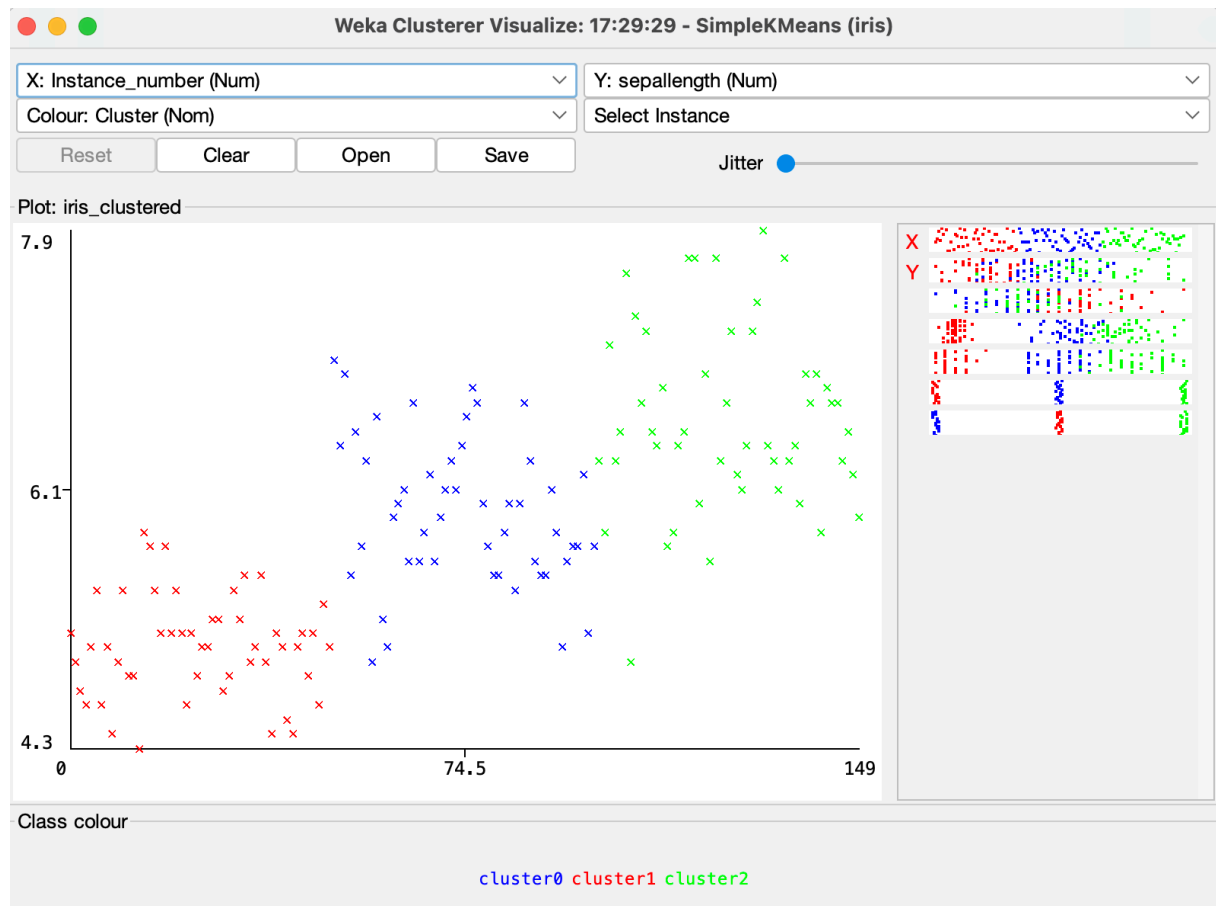 Weka Clusterer Visualize: 17:29:29 - SimpleKMeans (iris)
X: Instance_number (Num)
Y: sepallength (Num)
Colour: Cluster (Nom)
Select Instance
Reset
Clear
Open
Save
Jitter
Plot: iris_clustered
7.9
6.1
4.3
0
74.5
149
X
Y
Class colour
cluster0 cluster1 cluster2